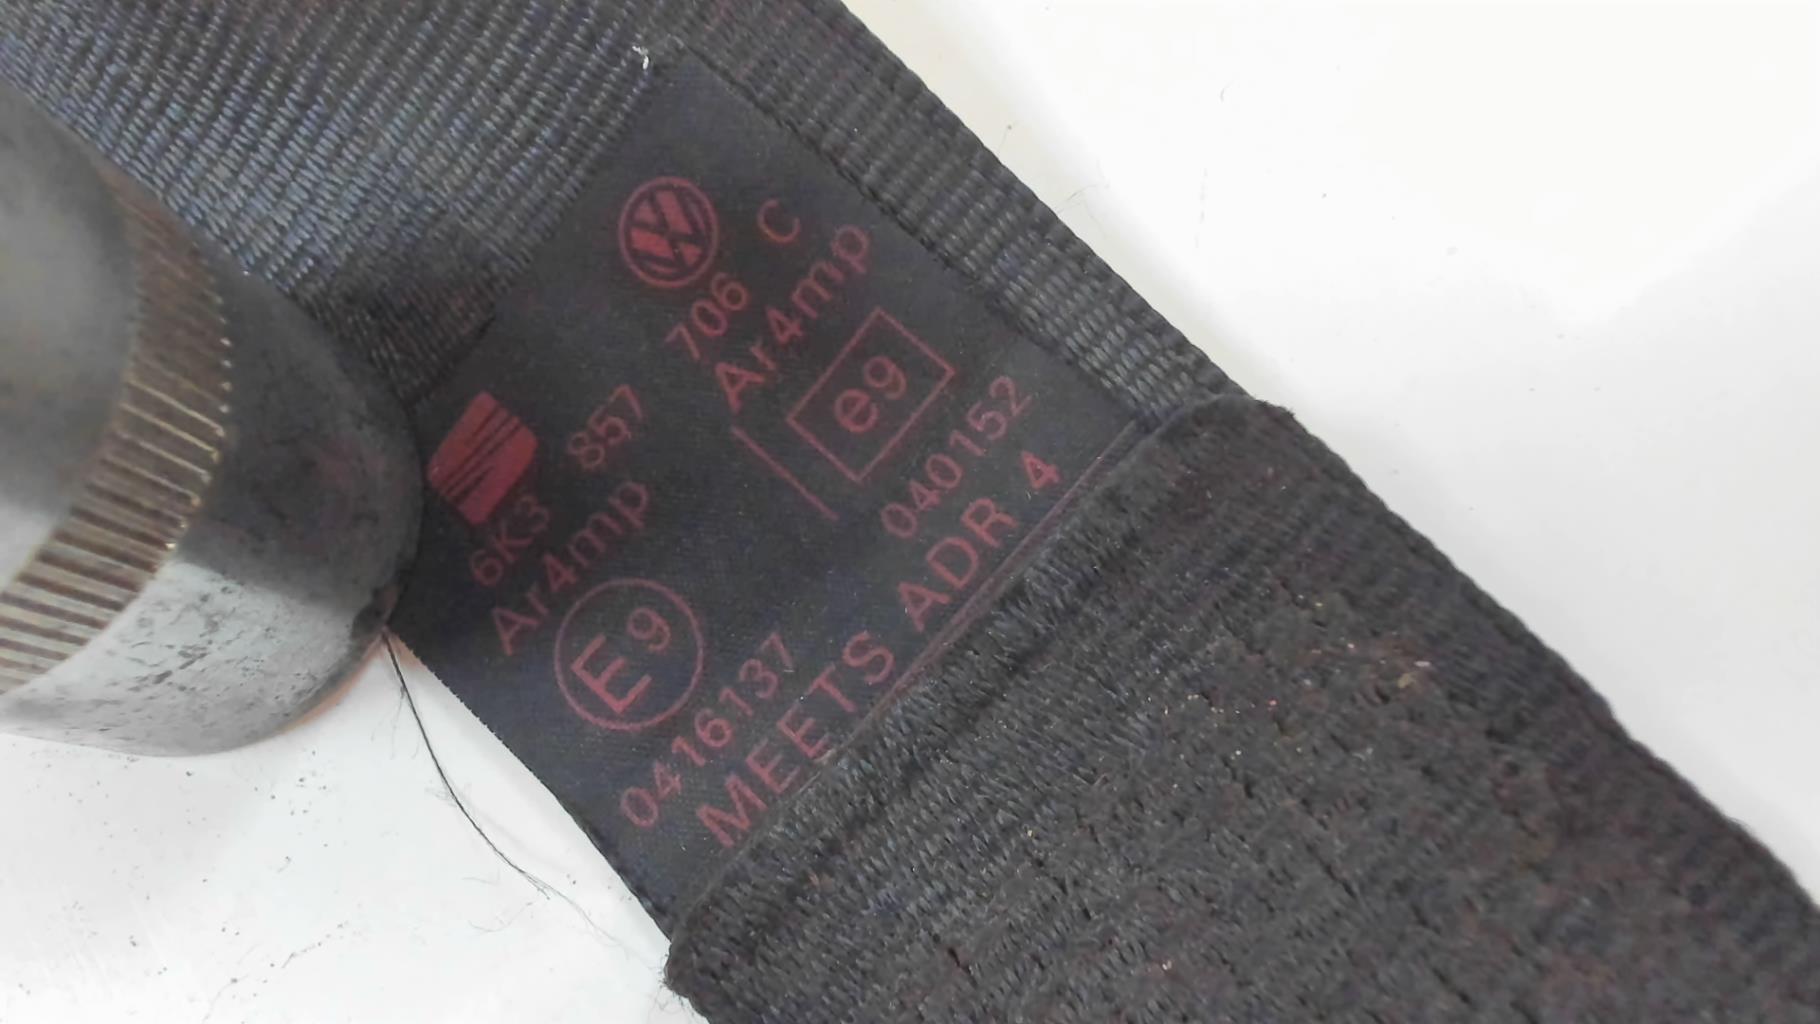 6K3 857 706 C
Ar4mp Ar4mp
E9 e9
0416137 040152
MEETS ADR 4